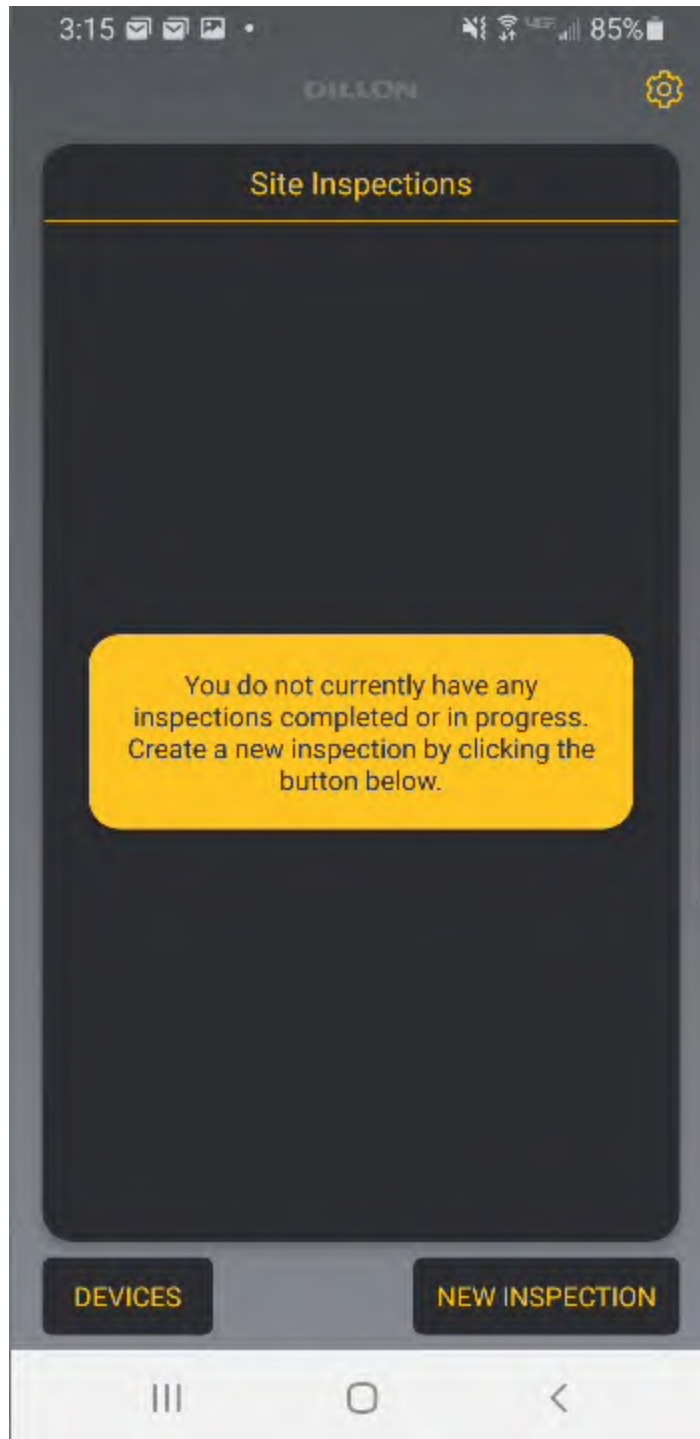 3:15
85%
DILLON
Site Inspections
You do not currently have any
inspections completed or in progress.
Create a new inspection by clicking the
button below.
DEVICES
NEW INSPECTION